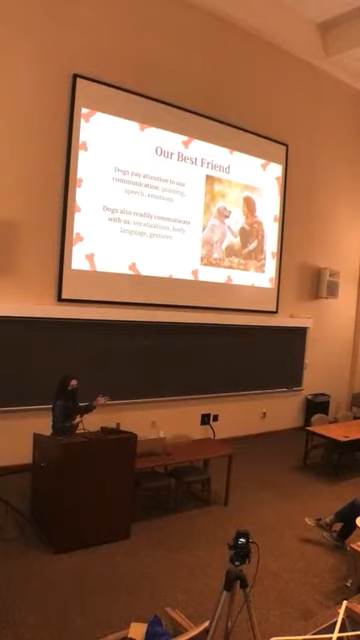 Our Best Friend
Dogs pay attention to our
communication: pointing,
speech, emotions
Dogs also readily communicate
with us: vocalizations, body
language, gestures